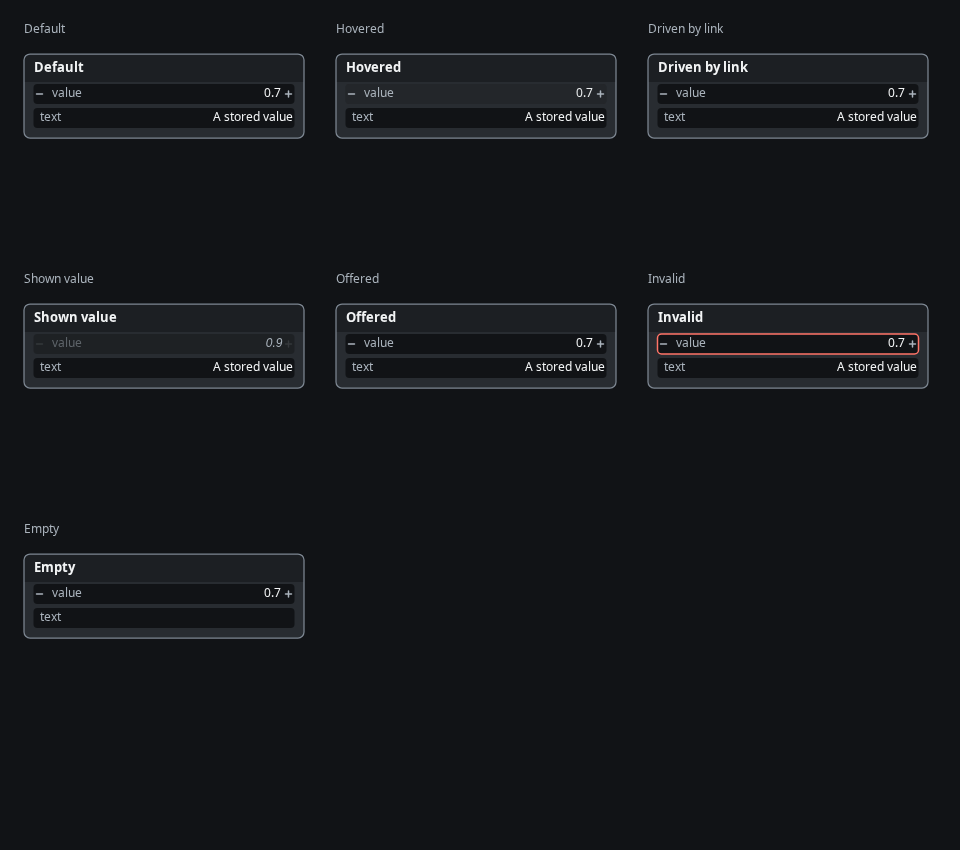 Default
Hovered
Driven by link
Default
Hovered
Driven by link
− value 0.7 +
− value 0.7 +
− value 0.7 +
text A stored value
text A stored value
text A stored value
Shown value
Offered
Invalid
Shown value
Offered
Invalid
− value 0.9 +
− value 0.7 +
− value 0.7 +
text A stored value
text A stored value
text A stored value
Empty
Empty
− value 0.7 +
text